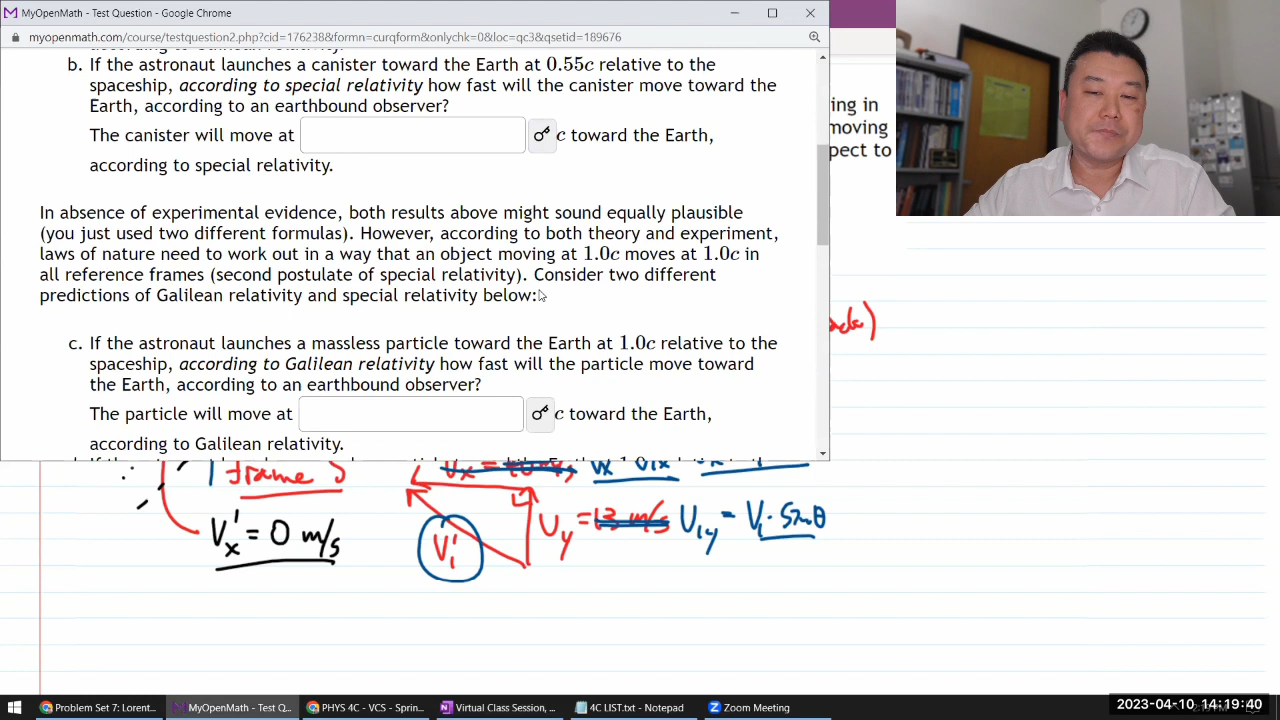 MyOpenMath - Test Question - Google Chrome
myopenmath.com/course/testquestion2.php?cid=176238&formn=curqform&onlychk=0&loc=qc3&qsetid=189676
b. If the astronaut launches a canister toward the Earth at 0.55c relative to the
spaceship, according to special relativity how fast will the canister move toward the
Earth, according to an earthbound observer?
The canister will move at c toward the Earth,
according to special relativity.
In absence of experimental evidence, both results above might sound equally plausible
(you just used two different formulas). However, according to both theory and experiment,
laws of nature need to work out in a way that an object moving at 1.0c moves at 1.0c in
all reference frames (second postulate of special relativity). Consider two different
predictions of Galilean relativity and special relativity below:
c. If the astronaut launches a massless particle toward the Earth at 1.0c relative to the
spaceship, according to Galilean relativity how fast will the particle move toward
the Earth, according to an earthbound observer?
The particle will move at c toward the Earth,
according to Galilean relativity.
ing in
moving
pect to
frame S
Vx' = 0 m/s
V1'
Uy = 13 m/s U1y = V1 · sinθ
Problem Set 7: Lorent...
MyOpenMath - Test Q...
PHYS 4C - VCS - Sprin...
Virtual Class Session, ...
4C LIST.txt - Notepad
Zoom Meeting
2023-04-10 14:19:40